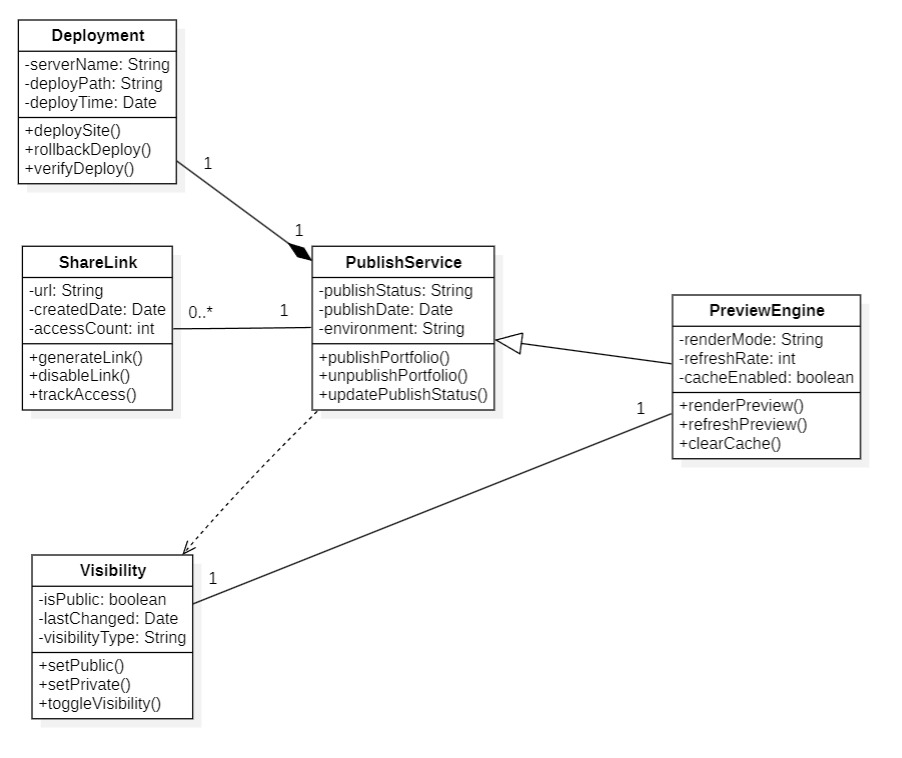 Deployment
-serverName: String
-deployPath: String
-deployTime: Date
+deploySite()
+rollbackDeploy()
+verifyDeploy()
1
1
ShareLink
-url: String
-createdDate: Date
-accessCount: int
+generateLink()
+disableLink()
+trackAccess()
0..*
1
PublishService
-publishStatus: String
-publishDate: Date
-environment: String
+publishPortfolio()
+unpublishPortfolio()
+updatePublishStatus()
PreviewEngine
-renderMode: String
-refreshRate: int
-cacheEnabled: boolean
+renderPreview()
+refreshPreview()
+clearCache()
1
1
Visibility
-isPublic: boolean
-lastChanged: Date
-visibilityType: String
+setPublic()
+setPrivate()
+toggleVisibility()